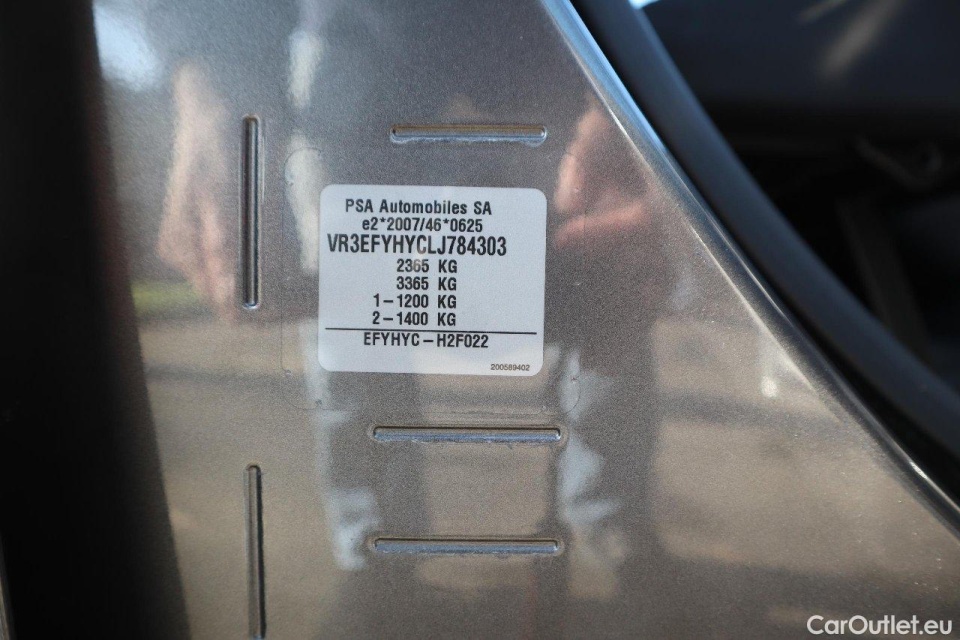 PSA Automobiles SA
e2*2007/46*0625
VR3EFYHYCLJ784303
2365 KG
3365 KG
1-1200 KG
2-1400 KG
EFYHYC-H2F022
200589402
CarOutlet.eu